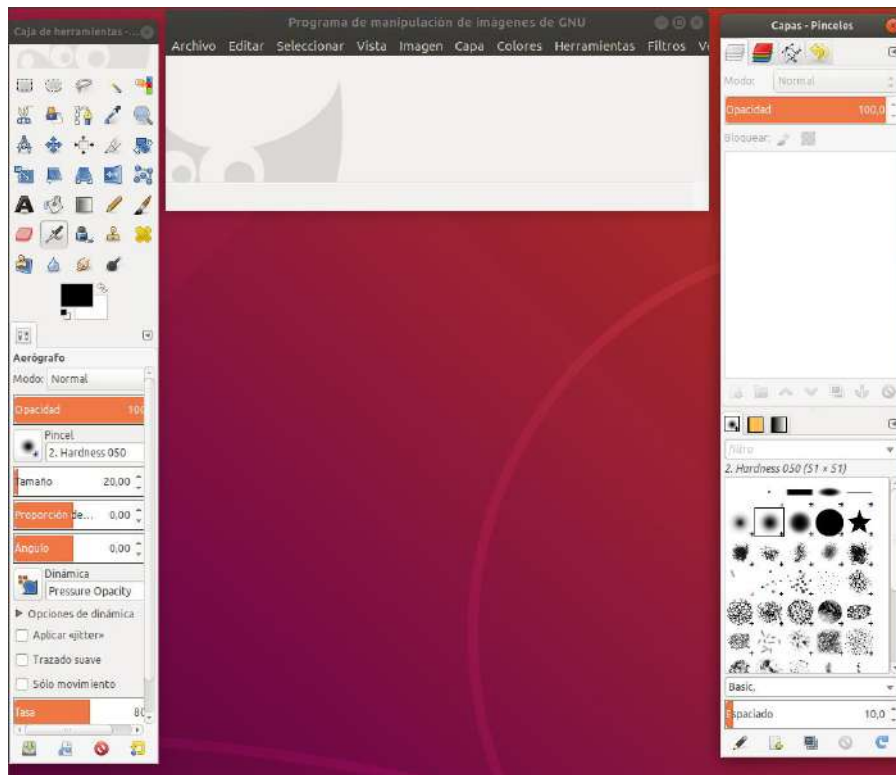 Caja de herramientas -...
Programa de manipulación de imágenes de GNU
Archivo Editar Seleccionar Vista Imagen Capa Colores Herramientas Filtros
Aerógrafo
Modo: Normal
Opacidad 100
Pincel
2. Hardness 050
Tamaño 20,00
Proporción de... 0,00
Ángulo 0,00
Dinámica
Pressure Opacity
Opciones de dinámica
Aplicar «jitter»
Trazado suave
Sólo movimiento
Tasa 80
Capas - Pinceles
Modo: Normal
Opacidad 100,0
Bloquear:
filtro
2. Hardness 050 (51 × 51)
Basic,
Espaciado 10,0